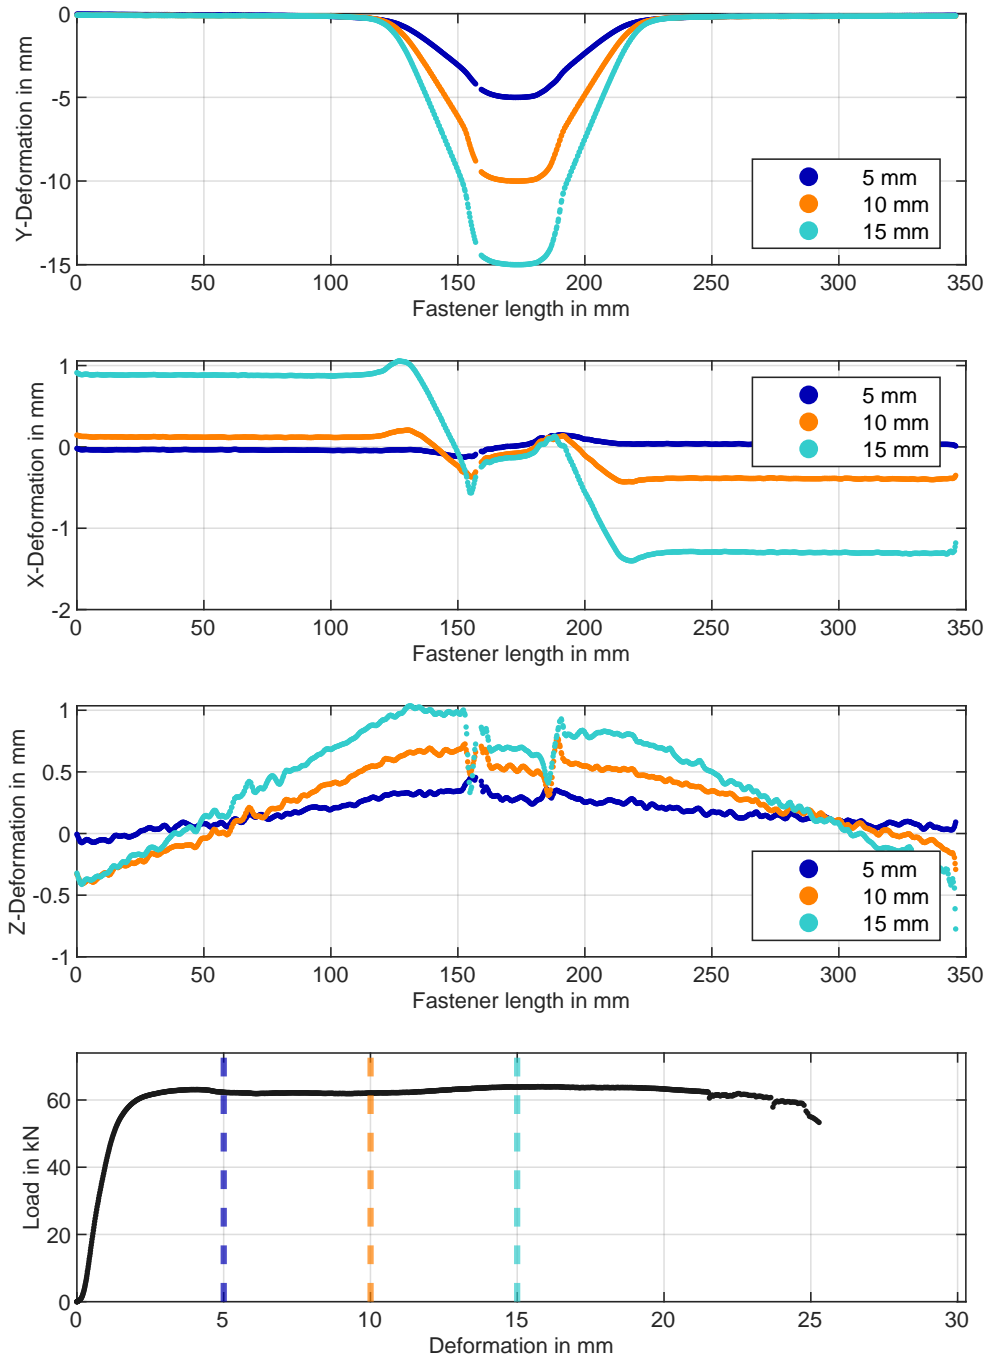 0
-5
-10
-15
Y-Deformation in mm
5 mm
10 mm
15 mm
0 50 100 150 200 250 300 350
Fastener length in mm
1
0
-1
-2
X-Deformation in mm
5 mm
10 mm
15 mm
0 50 100 150 200 250 300 350
Fastener length in mm
1
0.5
0
-0.5
-1
Z-Deformation in mm
5 mm
10 mm
15 mm
0 50 100 150 200 250 300 350
Fastener length in mm
60
40
20
0
Load in kN
0 5 10 15 20 25 30
Deformation in mm